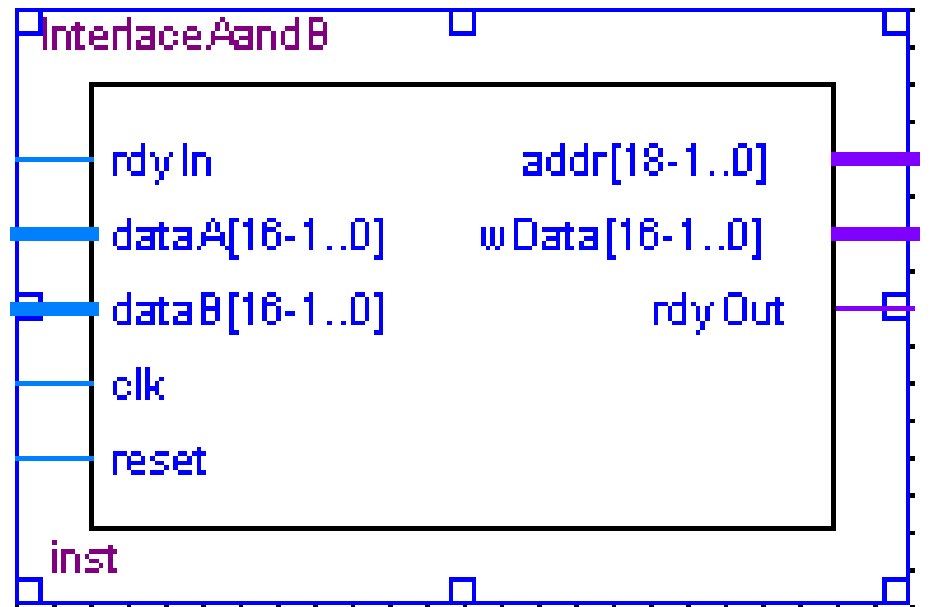 InterfaceAandB
rdyIn
addr[18-1..0]
dataA[16-1..0]
wData[16-1..0]
dataB[16-1..0]
rdyOut
clk
reset
inst